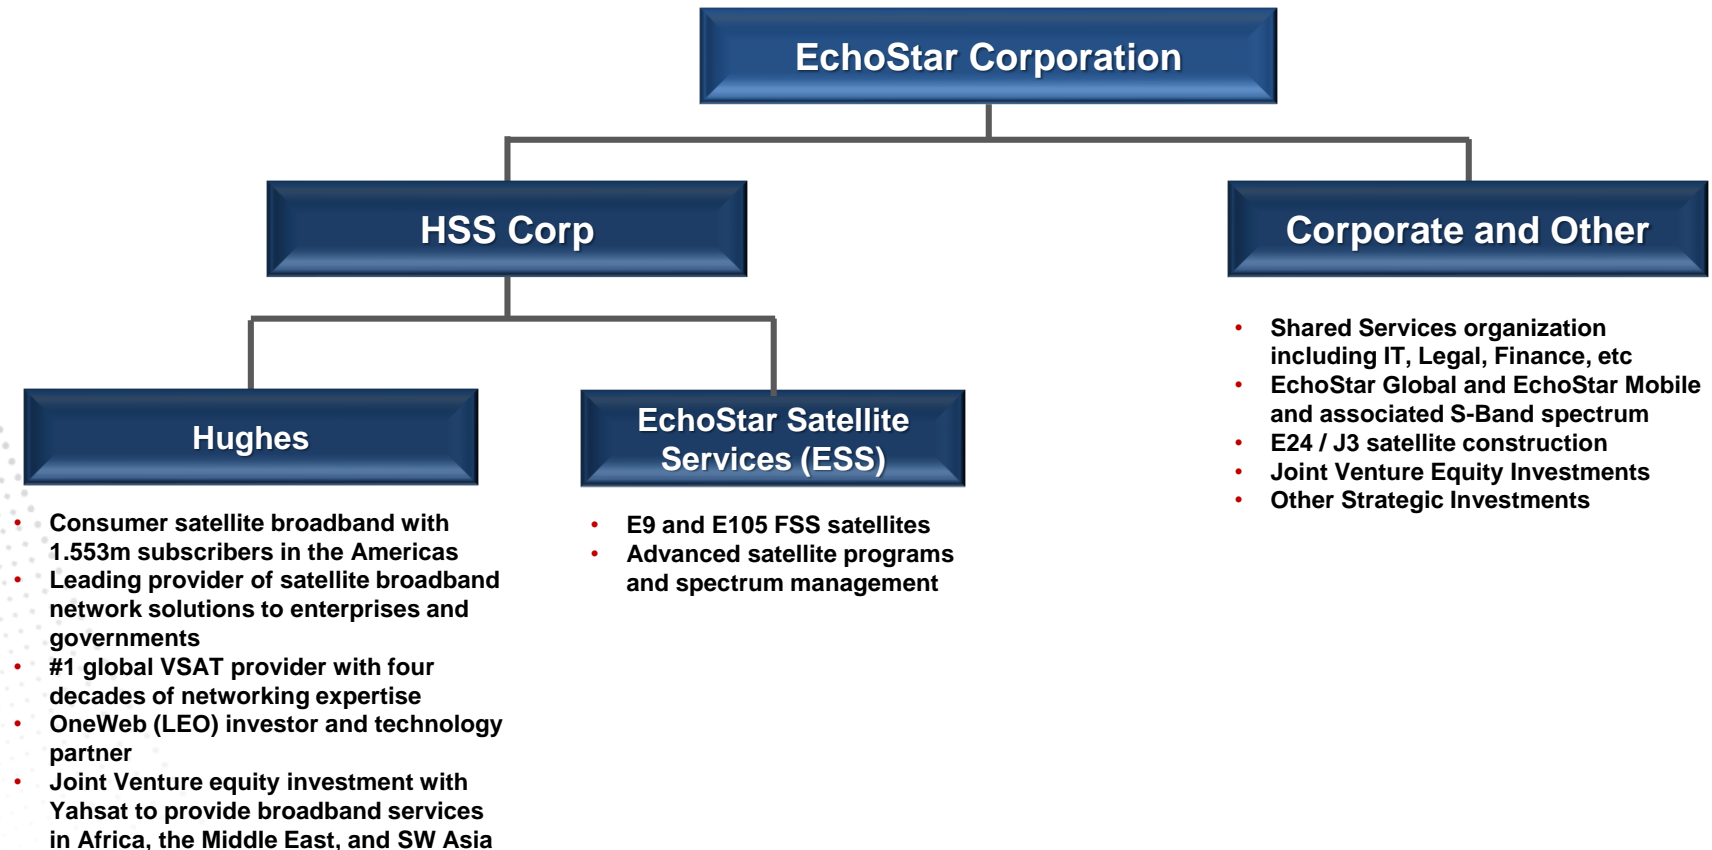 EchoStar Corporation
HSS Corp
Corporate and Other
Hughes
EchoStar Satellite
Services (ESS)
• Consumer satellite broadband with
1.553m subscribers in the Americas
• Leading provider of satellite broadband
network solutions to enterprises and
governments
• #1 global VSAT provider with four
decades of networking expertise
• OneWeb (LEO) investor and technology
partner
• Joint Venture equity investment with
Yahsat to provide broadband services
in Africa, the Middle East, and SW Asia
• E9 and E105 FSS satellites
• Advanced satellite programs
and spectrum management
• Shared Services organization
including IT, Legal, Finance, etc
• EchoStar Global and EchoStar Mobile
and associated S-Band spectrum
• E24 / J3 satellite construction
• Joint Venture Equity Investments
• Other Strategic Investments